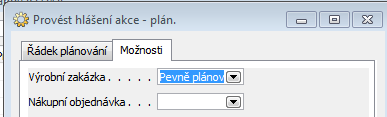 Provést hlášení akce - plán.
Řádek plánování Možnosti
Výrobní zakázka . . . . . Pevně plánov
Nákupní objednávka . . .